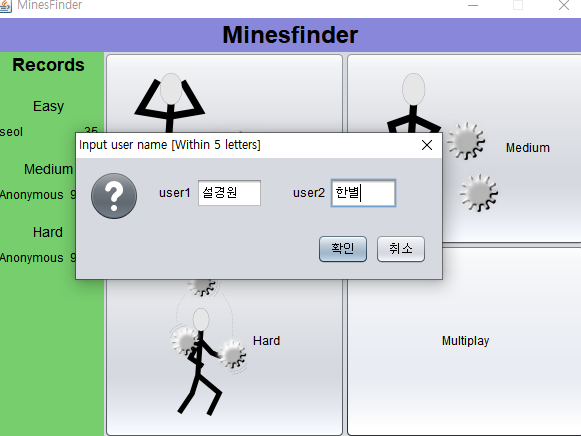 MinesFinder
Minesfinder
Records
Easy
seol 35
Medium
Anonymous 9
Hard
Anonymous 9
Input user name [Within 5 letters]
user1 설경원 user2 한별
확인 취소
Medium
Hard
Multiplay